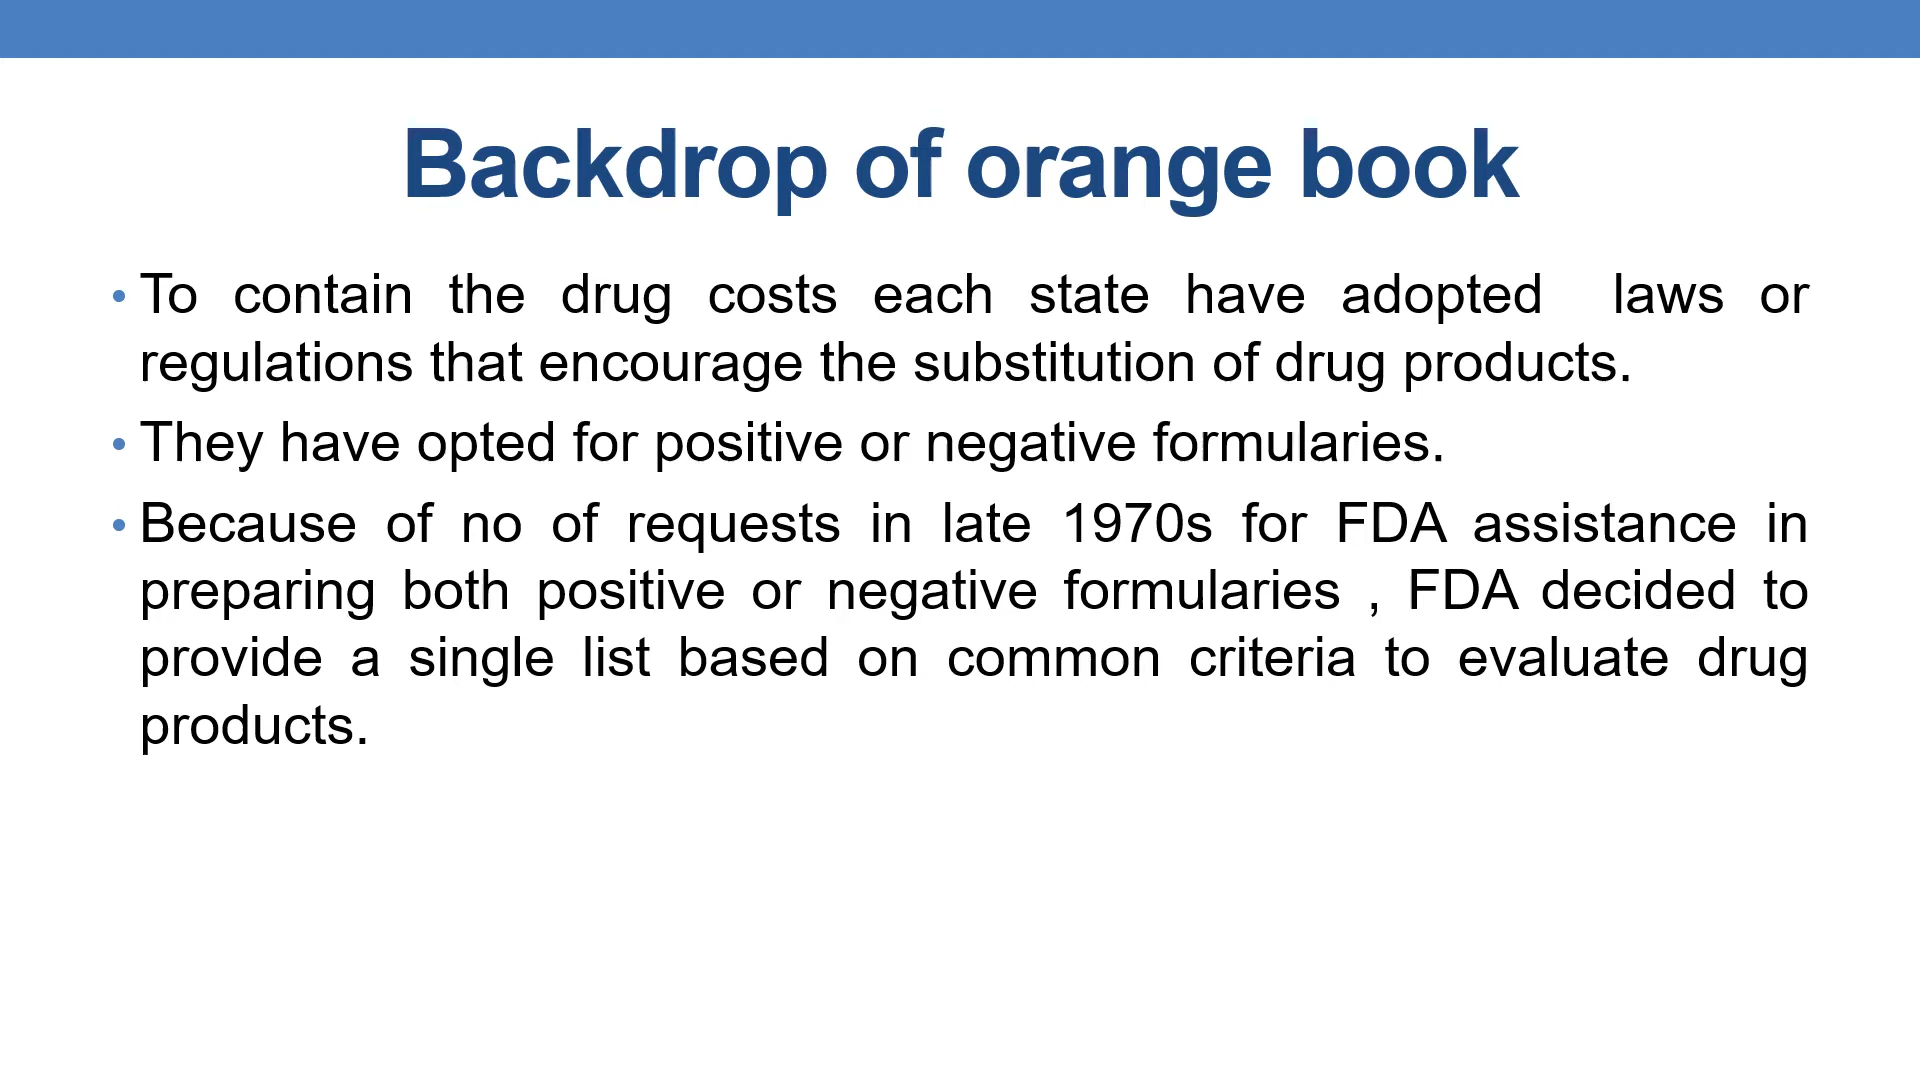 Backdrop of orange book
• To contain the drug costs each state have adopted laws or
regulations that encourage the substitution of drug products.
• They have opted for positive or negative formularies.
• Because of no of requests in late 1970s for FDA assistance in
preparing both positive or negative formularies , FDA decided to
provide a single list based on common criteria to evaluate drug
products.